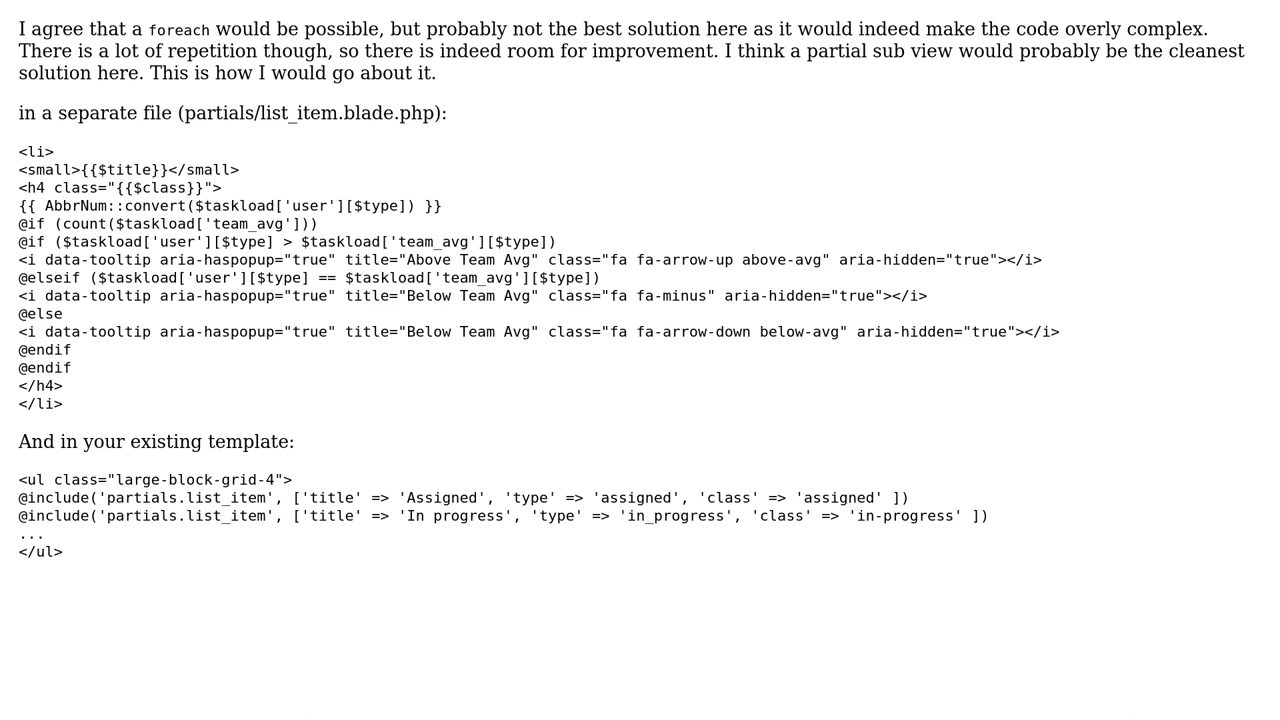 I agree that a foreach would be possible, but probably not the best solution here as it would indeed make the code overly complex.
There is a lot of repetition though, so there is indeed room for improvement. I think a partial sub view would probably be the cleanest
solution here. This is how I would go about it.
in a separate file (partials/list_item.blade.php):
<li>
<small>{{$title}}</small>
<h4 class="{{$class}}">
{{ AbbrNum::convert($taskload['user'][$type]) }}
@if (count($taskload['team_avg']))
@if ($taskload['user'][$type] > $taskload['team_avg'][$type])
<i data-tooltip aria-haspopup="true" title="Above Team Avg" class="fa fa-arrow-up above-avg" aria-hidden="true"></i>
@elseif ($taskload['user'][$type] == $taskload['team_avg'][$type])
<i data-tooltip aria-haspopup="true" title="Below Team Avg" class="fa fa-minus" aria-hidden="true"></i>
@else
<i data-tooltip aria-haspopup="true" title="Below Team Avg" class="fa fa-arrow-down below-avg" aria-hidden="true"></i>
@endif
@endif
</h4>
</li>
And in your existing template:
<ul class="large-block-grid-4">
@include('partials.list_item', ['title' => 'Assigned', 'type' => 'assigned', 'class' => 'assigned' ])
@include('partials.list_item', ['title' => 'In progress', 'type' => 'in_progress', 'class' => 'in-progress' ])
...
</ul>